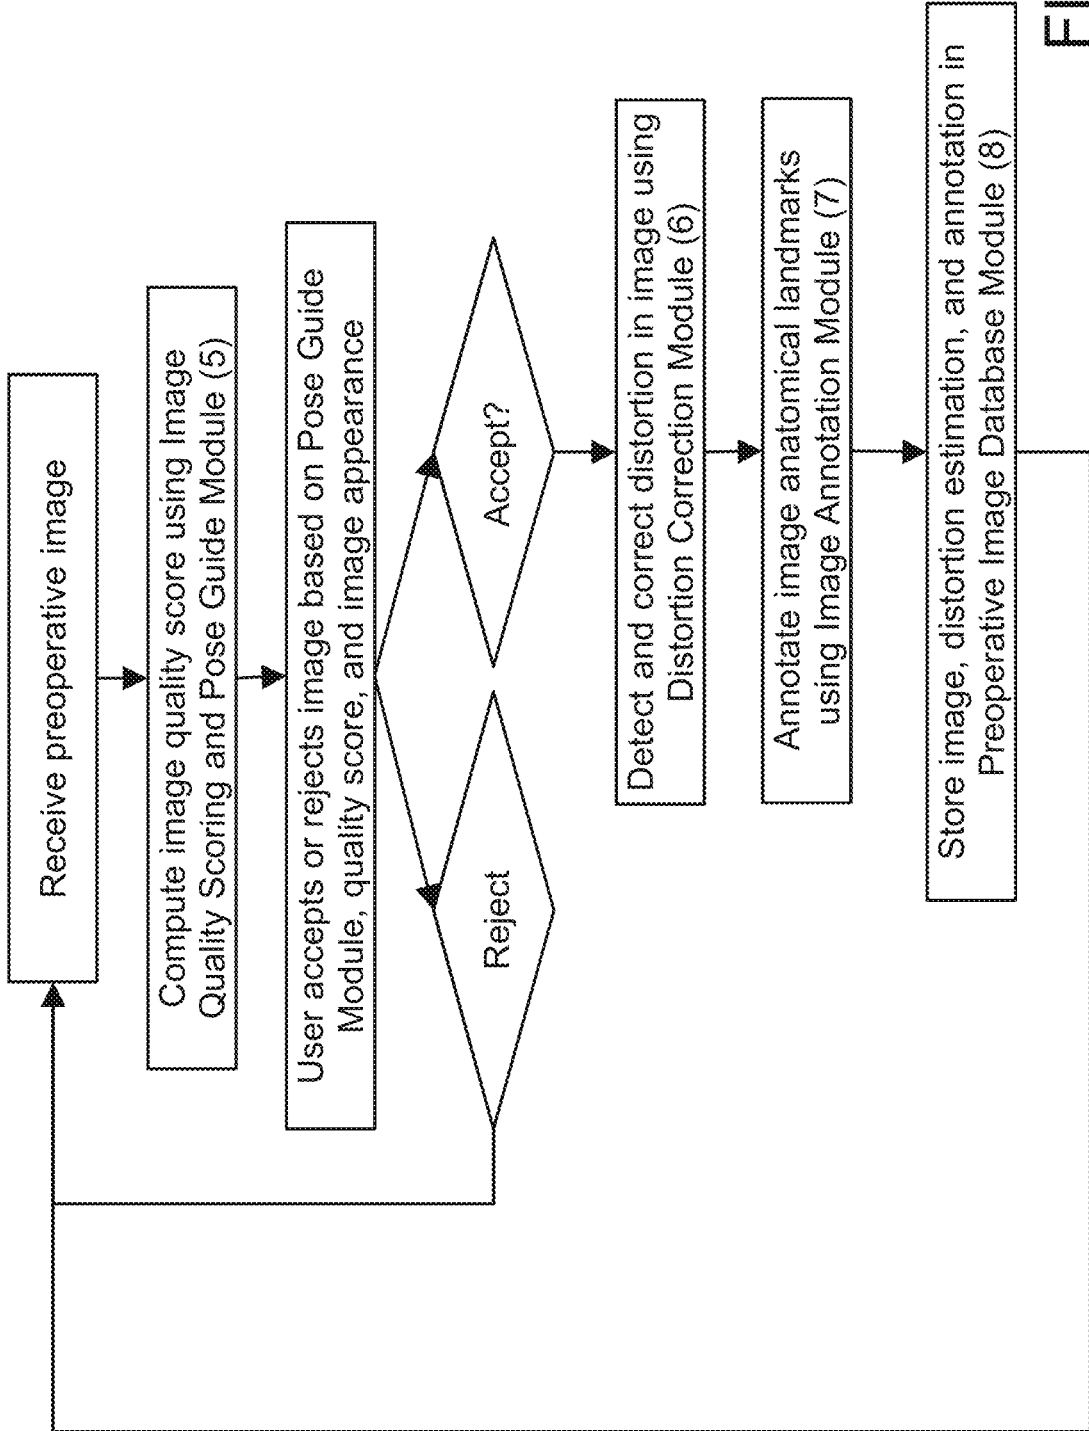 Receive preoperative image
Compute image quality score using Image
Quality Scoring and Pose Guide Module (5)
User accepts or rejects image based on Pose Guide
Module, quality score, and image appearance
Reject
Accept?
Detect and correct distortion in image using
Distortion Correction Module (6)
Annotate image anatomical landmarks
using Image Annotation Module (7)
Store image, distortion estimation, and annotation in
Preoperative Image Database Module (8)